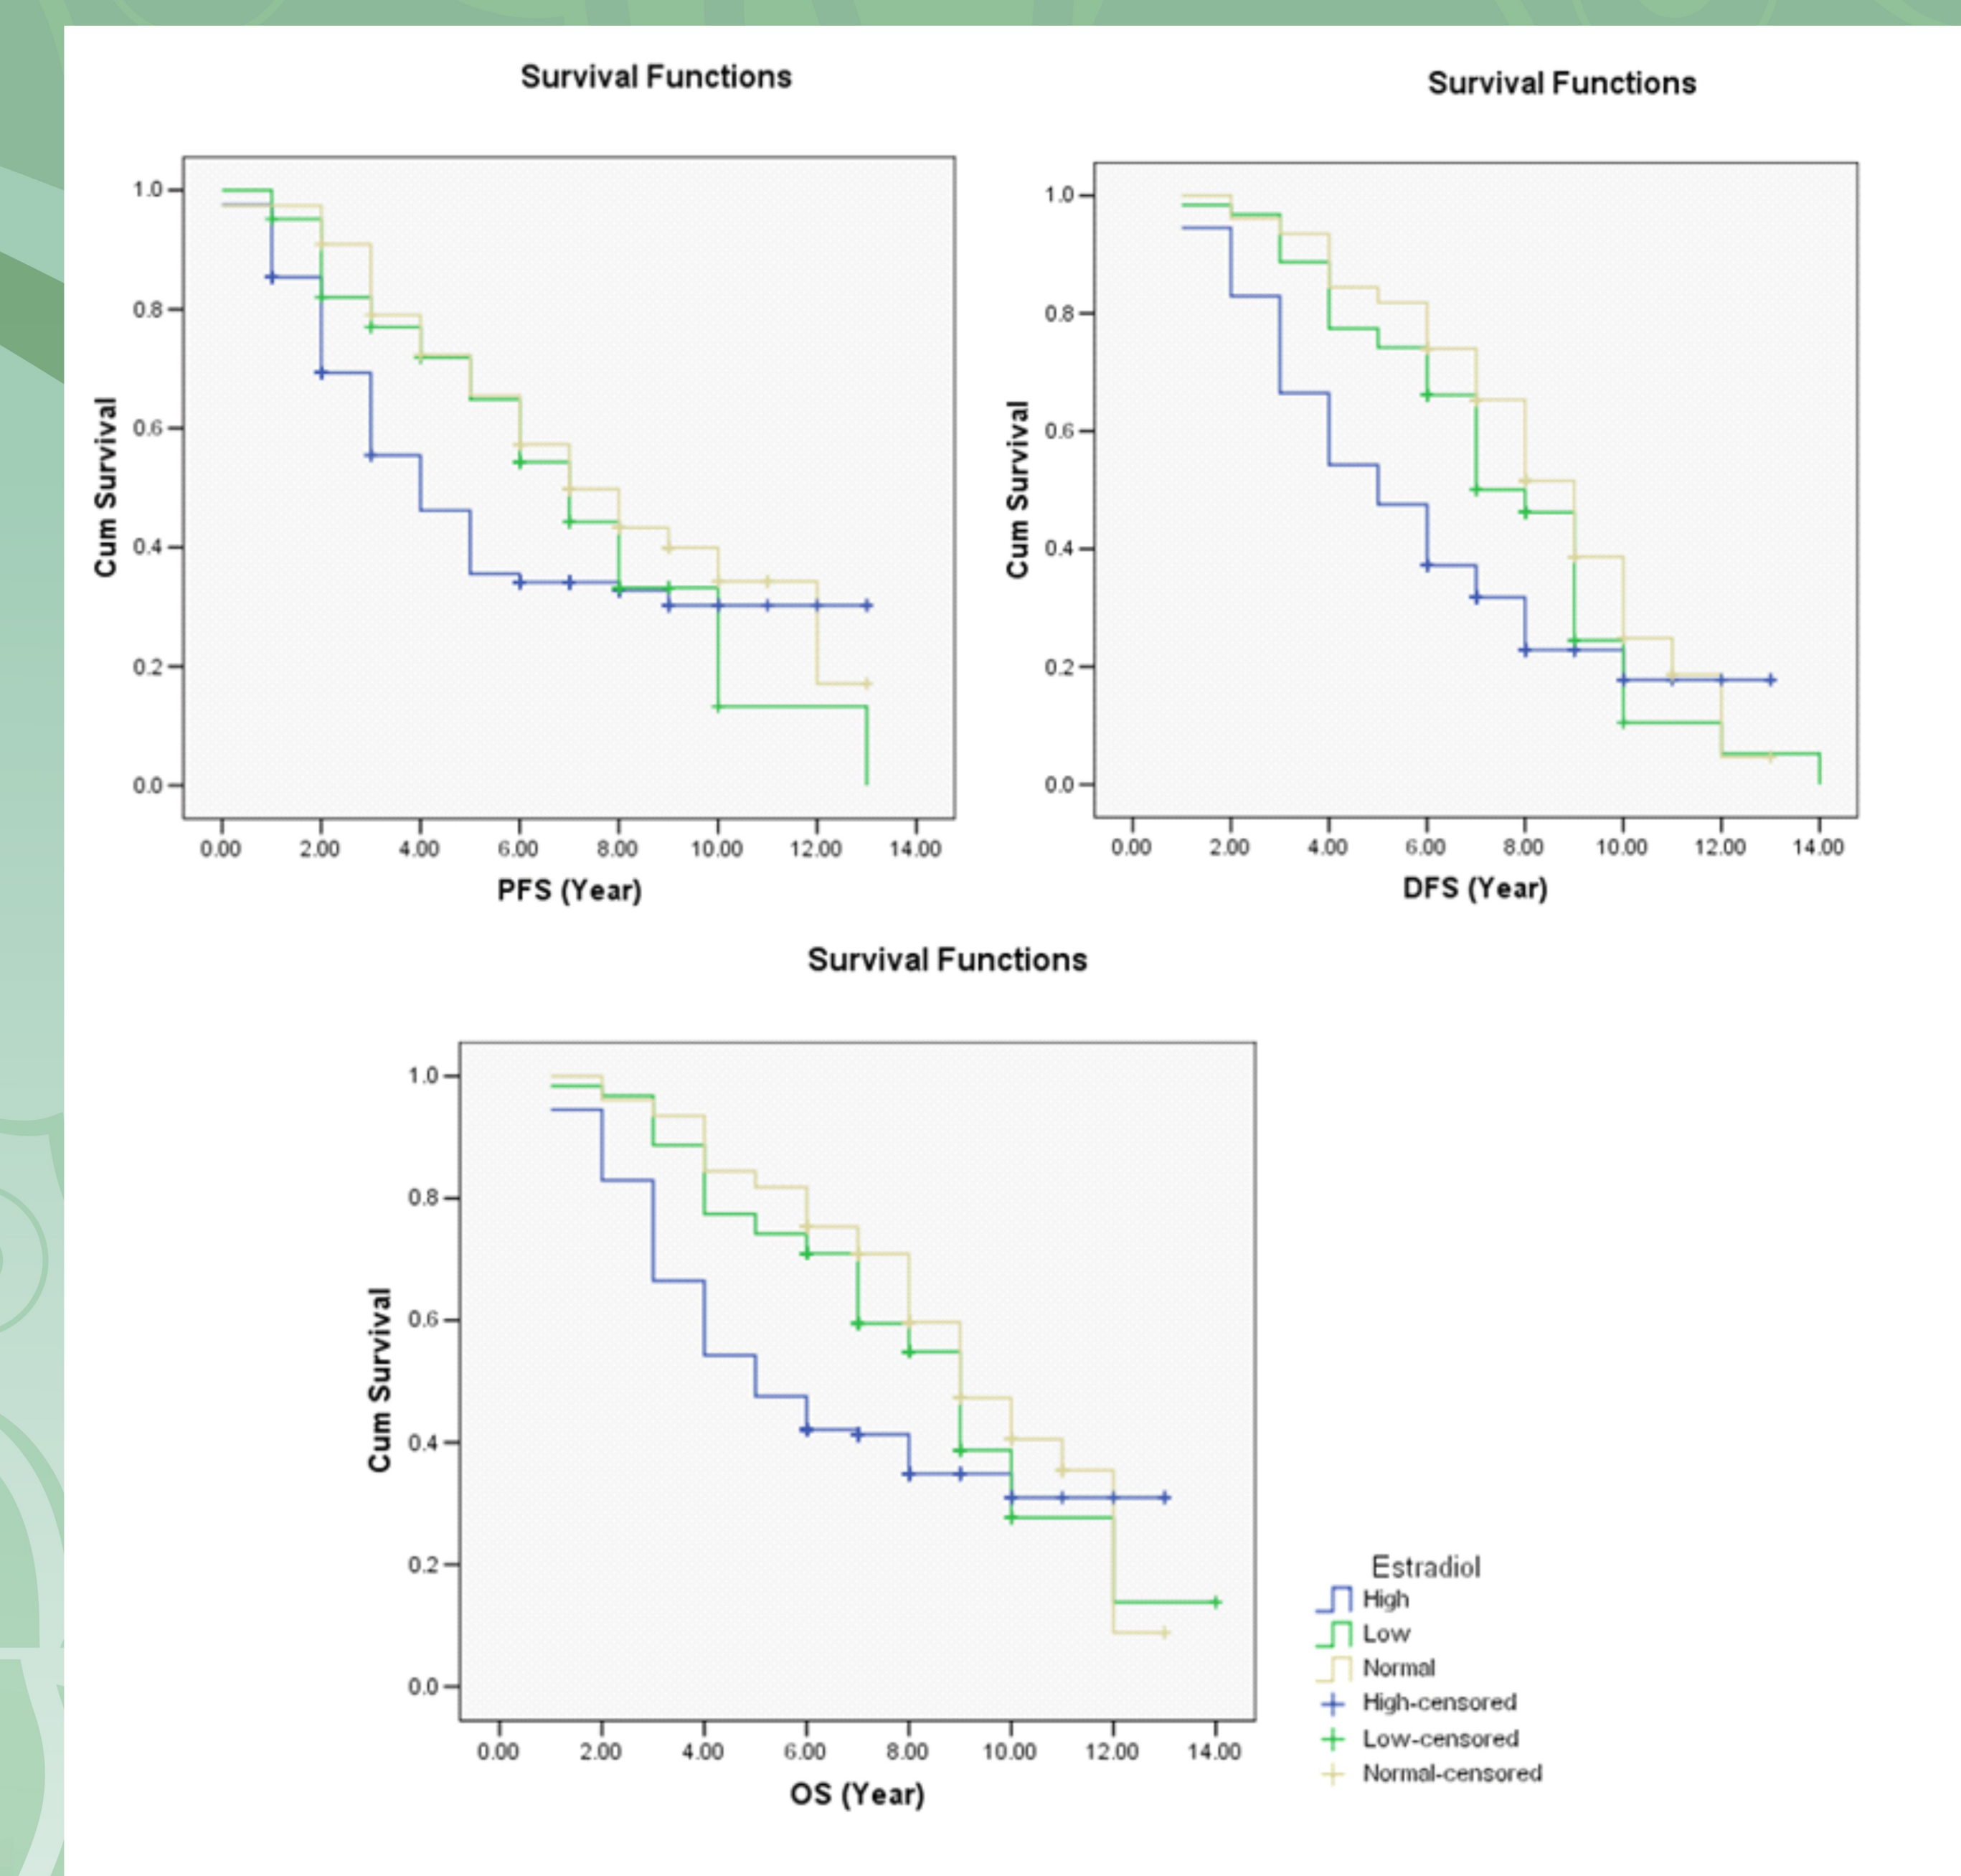 Survival Functions
Cum Survival
1.0
0.8
0.6
0.4
0.2
0.0
0.00 2.00 4.00 6.00 8.00 10.00 12.00 14.00
PFS (Year)
Survival Functions
Cum Survival
1.0
0.8
0.6
0.4
0.2
0.0
0.00 2.00 4.00 6.00 8.00 10.00 12.00 14.00
DFS (Year)
Survival Functions
Cum Survival
1.0
0.8
0.6
0.4
0.2
0.0
0.00 2.00 4.00 6.00 8.00 10.00 12.00 14.00
OS (Year)
Estradiol
High
Low
Normal
High-censored
Low-censored
Normal-censored